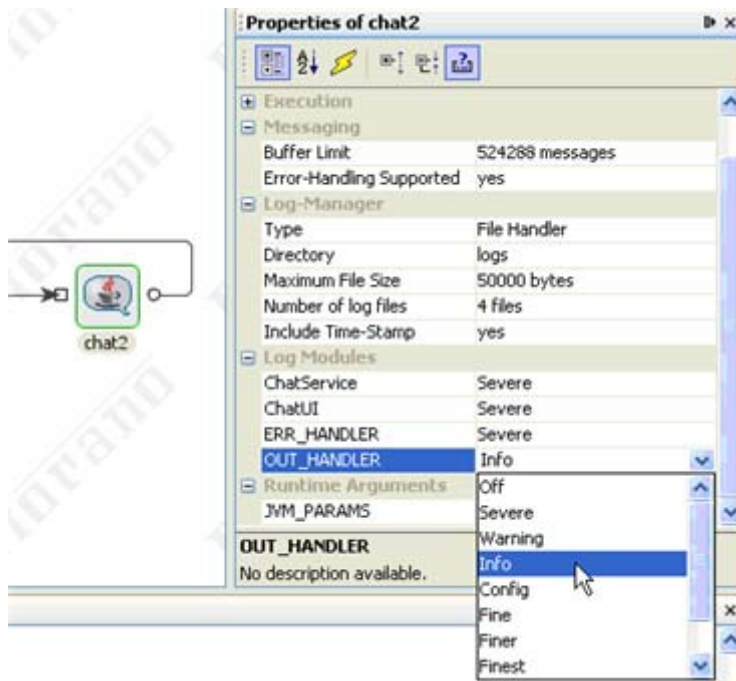 Properties of chat2
Execution
Messaging
Buffer Limit 524288 messages
Error-Handling Supported yes
Log-Manager
Type File Handler
Directory logs
Maximum File Size 50000 bytes
Number of log files 4 files
Include Time-Stamp yes
Log Modules
ChatService Severe
ChatUI Severe
ERR_HANDLER Severe
OUT_HANDLER Info
Runtime Arguments
JVM_PARAMS
Off
Severe
Warning
Info
Config
Fine
Finer
Finest
OUT_HANDLER
No description available.
chat2